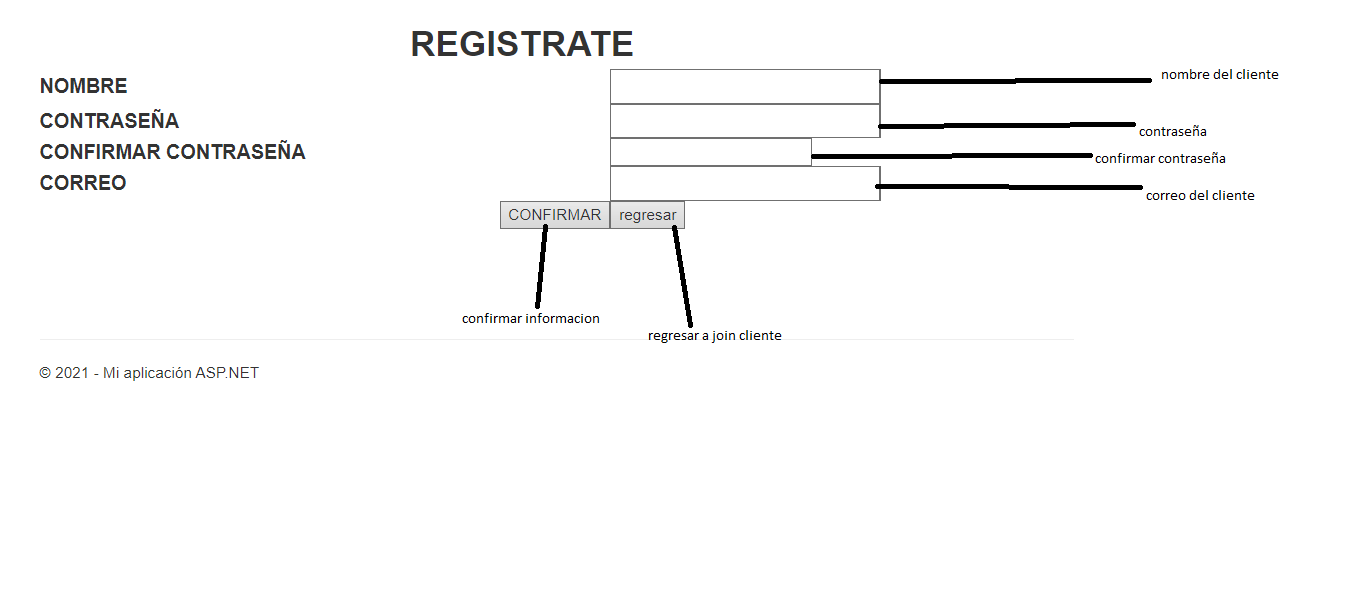 REGISTRATE
NOMBRE
nombre del cliente
CONTRASEÑA
contraseña
CONFIRMAR CONTRASEÑA
confirmar contraseña
CORREO
correo del cliente
CONFIRMAR regresar
confirmar informacion
regresar a join cliente
© 2021 - Mi aplicación ASP.NET